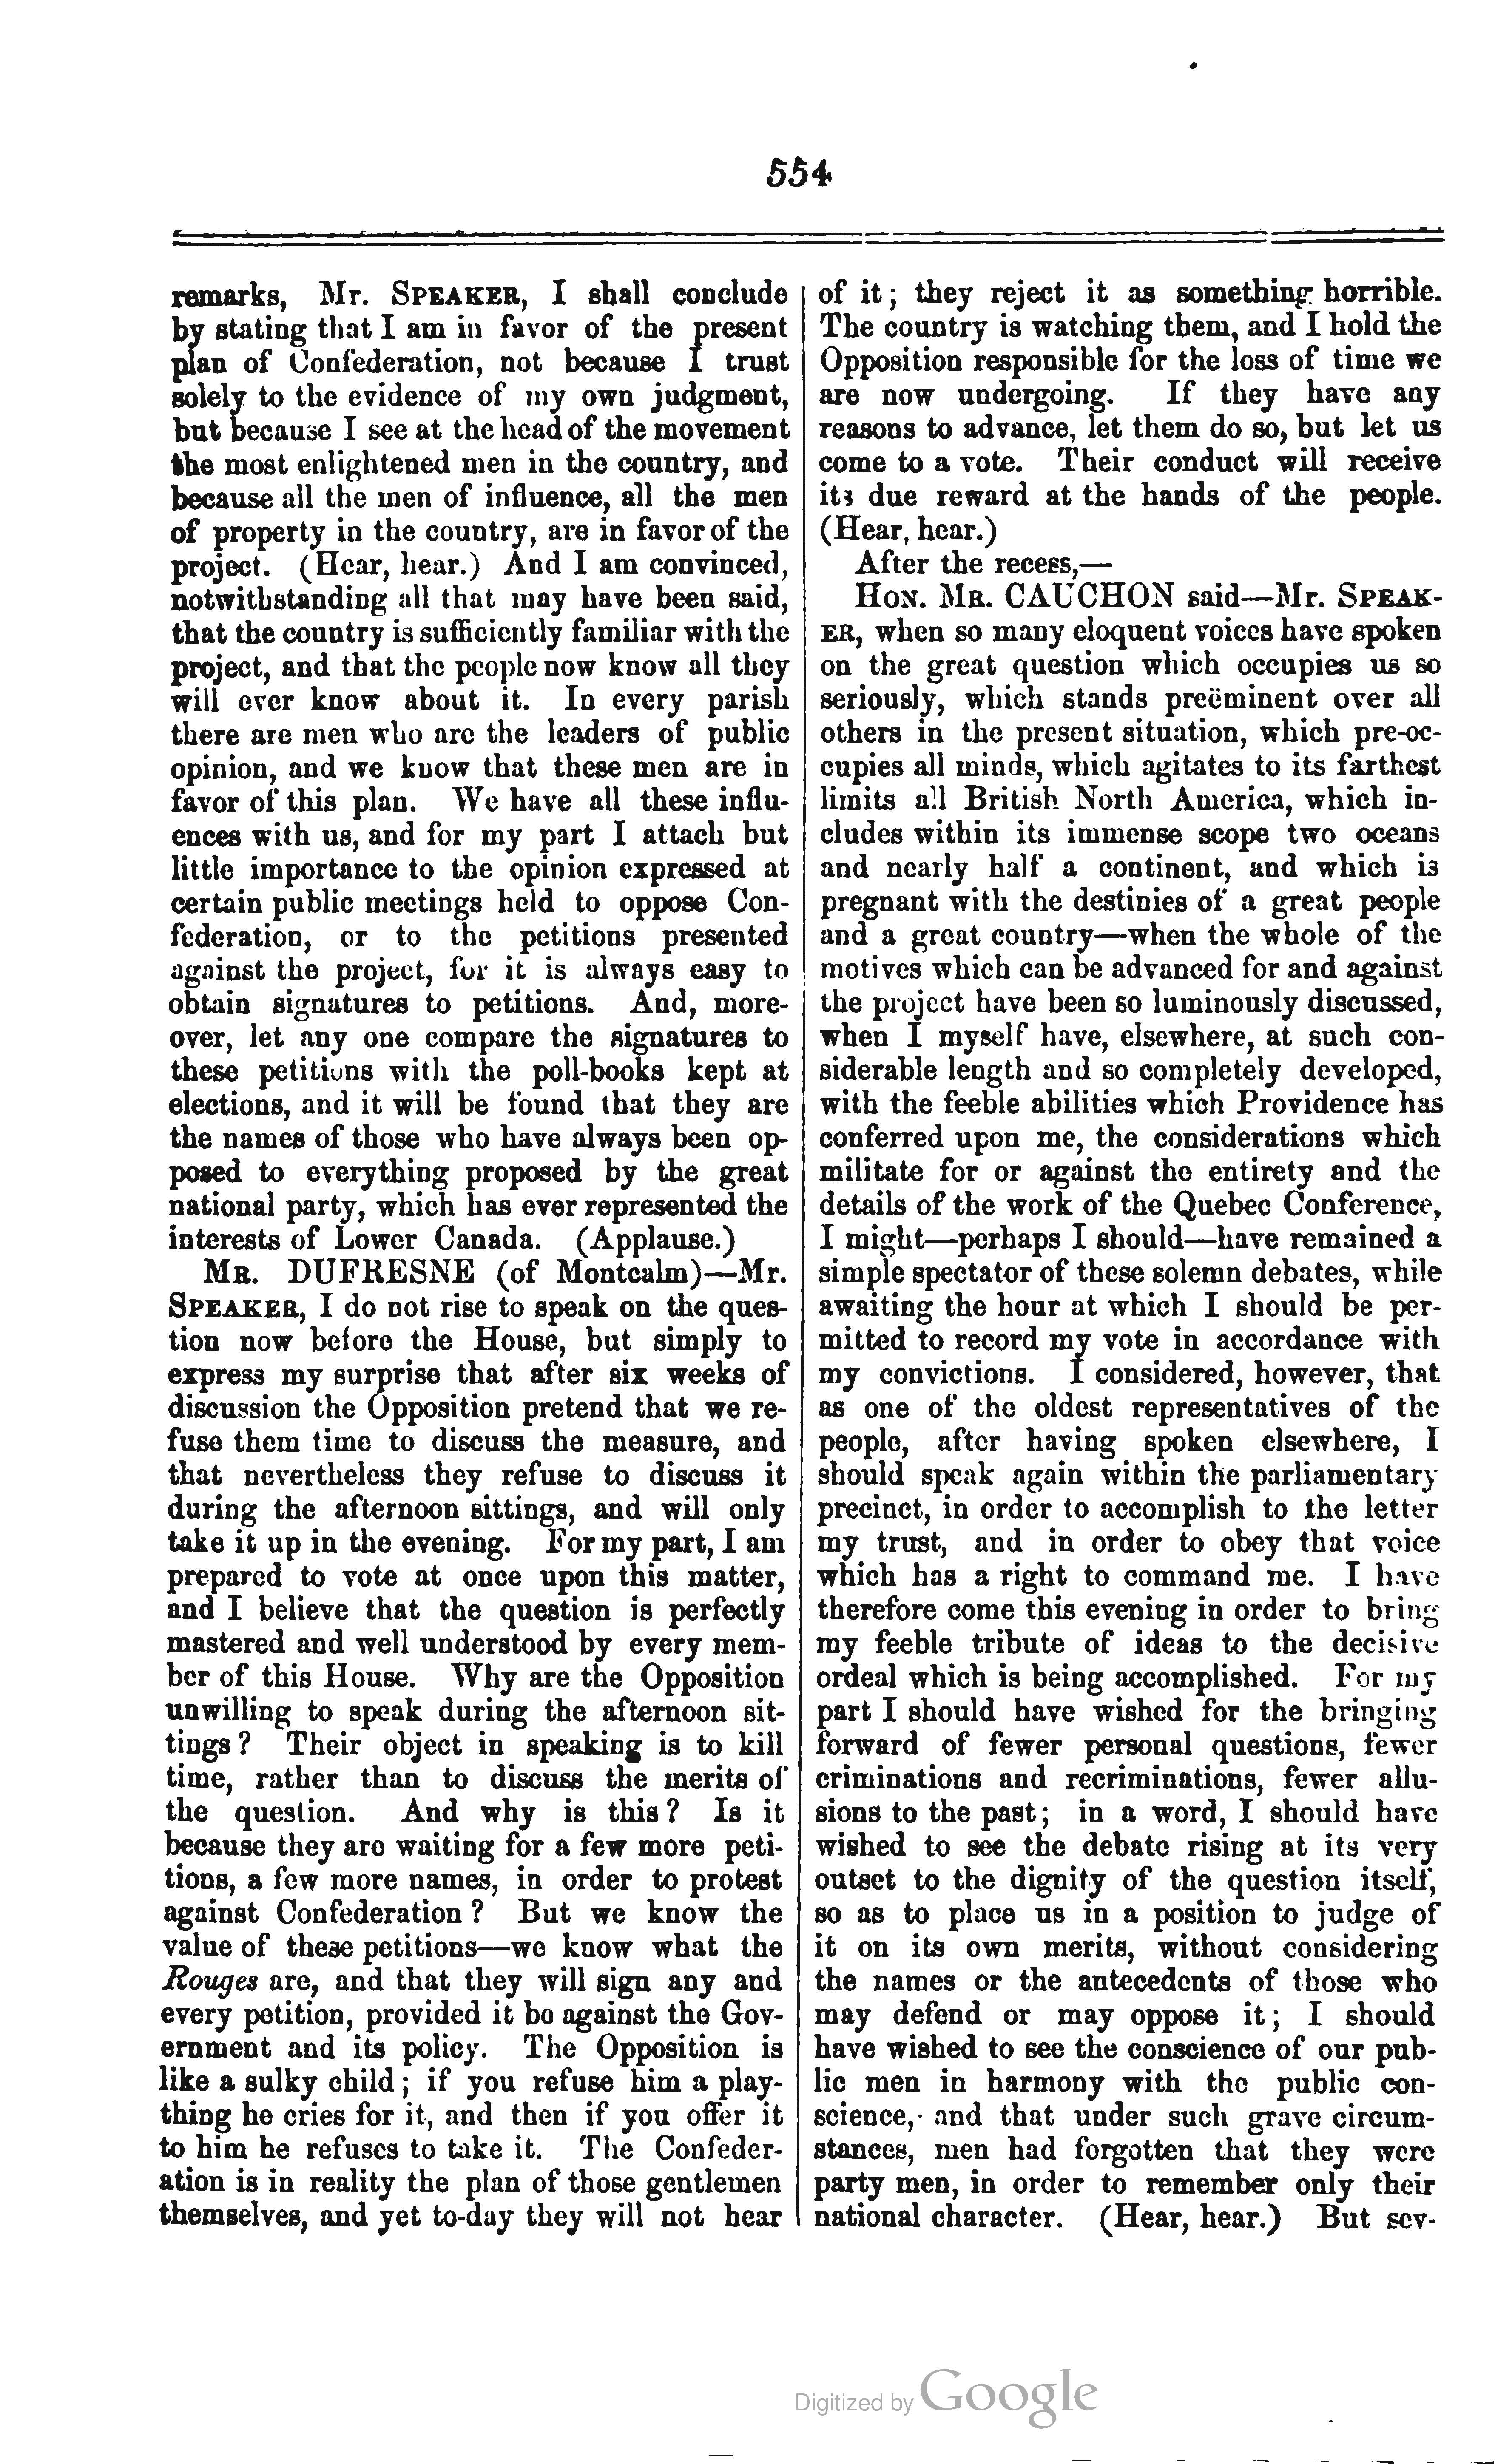 554
remarks, Mr. SPEAKER, I shall conclude
by stating that I am in favor of the present
plan of Confederation, not because I trust
solely to the evidence of my own judgment,
but because I see at the head of the movement
the most enlightened men in the country, and
because all the men of influence, all the men
of property in the country, are in favor of the
project. (Hear, hear.) And I am convinced,
notwithstanding all that may have been said,
that the country is sufficiently familiar with the
project, and that the people now know all they
will ever know about it. In every parish
there are men who are the leaders of public
opinion, and we know that these men are in
favor of this plan. We have all these influ-
ences with us, and for my part I attach but
little importance to the opinion expressed at
certain public meetings held to oppose Con-
federation, or to the petitions presented
against the project, for it is always easy to
obtain signatures to petitions. And, more-
over, let any one compare the signatures to
these petitions with the poll-books kept at
elections, and it will be found that they are
the names of those who have always been op-
posed to everything proposed by the great
national party, which has ever represented the
interests of Lower Canada. (Applause.)
MR. DUFRESNE (of Montcalm)—Mr.
SPEAKER, I do not rise to speak on the ques-
tion now before the House, but simply to
express my surprise that after six weeks of
discussion the Opposition pretend that we re-
fuse them time to discuss the measure, and
that nevertheless they refuse to discuss it
during the afternoon sittings, and will only
take it up in the evening. For my part, I am
prepared to vote at once upon this matter,
and I believe that the question is perfectly
mastered and well understood by every mem-
ber of this House. Why are the Opposition
unwilling to speak during the afternoon sit-
tings? Their object in speaking is to kill
time, rather than to discuss the merits of
the question. And why is this? Is it
because they are waiting for a few more peti-
tions, a few more names, in order to protest
against Confederation? But we know the
value of these petitions—we know what the
Rouges are, and that they will sign any and
every petition, provided it be against the Gov-
ernment and its policy. The Opposition is
like a sulky child; if you refuse him a play-
thing he cries for it, and then if you offer it
to him he refuses to take it. The Confeder-
ation is in reality the plan of those gentlemen
themselves, and yet to-day they will not hear
of it; they reject it as something horrible.
The country is watching them, and I hold the
Opposition responsible for the loss of time we
are now undergoing. If they have any
reasons to advance, let them do so, but let us
come to a vote. Their conduct will receive
its due reward at the hands of the people.
(Hear, hear.)
After the recess,—
HON. MR. CAUCHON said—Mr. SPEAK-
ER, when so many eloquent voices have spoken
on the great question which occupies us so
seriously, which stands preëminent over all
others in the present situation, which pre-oc-
cupies all minds, which agitates to its farthest
limits all British North America, which in-
cludes within its immense scope two oceans
and nearly half a continent, and which is
pregnant with the destinies of a great people
and a great country—when the whole of the
motives which can be advanced for and against
the project have been so luminously discussed,
when I myself have, elsewhere, at such con-
siderable length and so completely developed,
with the feeble abilities which Providence has
conferred upon me, the considerations which
militate for or against the entirety and the
details of the work of the Quebec Conference,
I might—perhaps I should—have remained a
simple spectator of these solemn debates, while
awaiting the hour at which I should be per-
mitted to record my vote in accordance with
my convictions. I considered, however, that
as one of the oldest representatives of the
people, after having spoken elsewhere, I
should speak again within the parliamentary
precinct, in order to accomplish to the letter
my trust, and in order to obey that voice
which has a right to command me. I have
therefore come this evening in order to bring
my feeble tribute of ideas to the decisive
ordeal which is being accomplished. For my
part I should have wished for the bringing
forward of fewer personal questions, fewer
criminations and recriminations, fewer allu-
sions to the past; in a word, I should have
wished to see the debate rising at its very
outset to the dignity of the question itself,
so as to place us in a position to judge of
it on its own merits, without considering
the names or the antecedents of those who
may defend or may oppose it; I should
have wished to see the conscience of our pub-
lic men in harmony with the public con-
science, and that under such grave circum-
stances, men had forgotten that they were
party men, in order to remember only their
national character. (Hear, hear.) But sev-
Digitized by Google